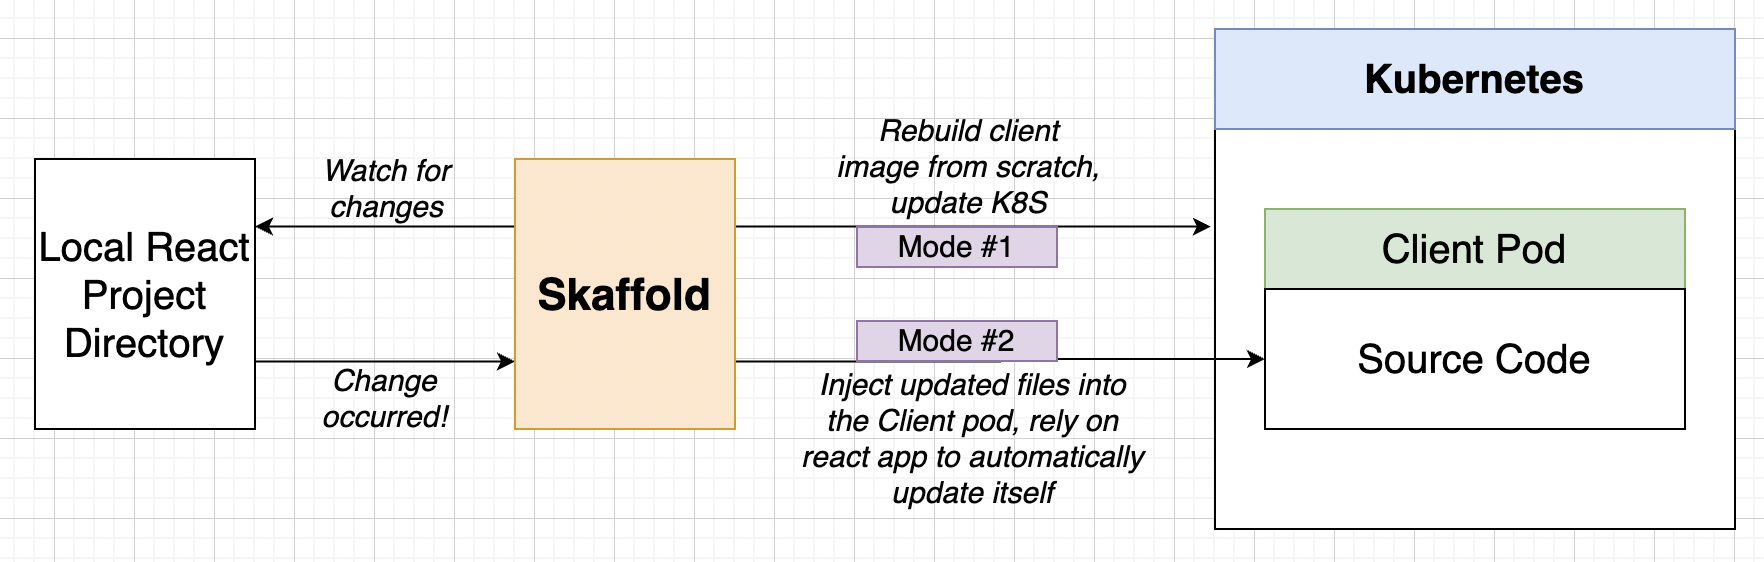 Kubernetes
Rebuild client
image from scratch,
update K8S
Watch for
changes
Mode #1
Local React
Project
Directory
Skaffold
Client Pod
Mode #2
Change
occurred!
Inject updated files into
the Client pod, rely on
react app to automatically
update itself
Source Code